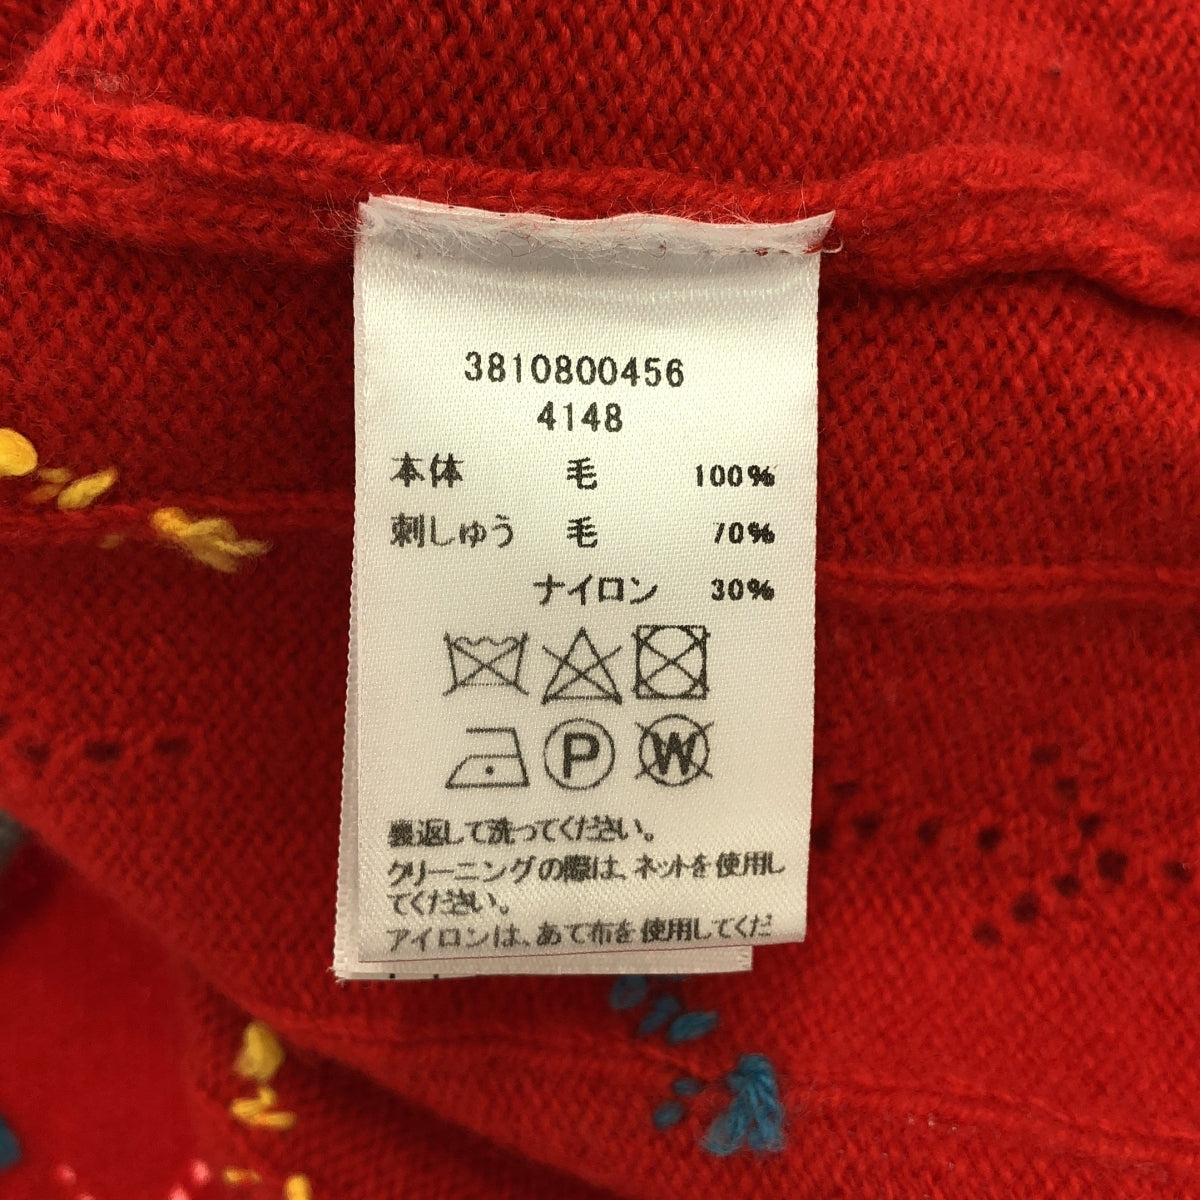 3810800456
4148
本体 毛 100%
刺しゅう 毛 70%
ナイロン 30%
P W
裏返して洗ってください。
クリーニングの際は、ネットを使用し
てください。
アイロンは、あて布を使用してくだ